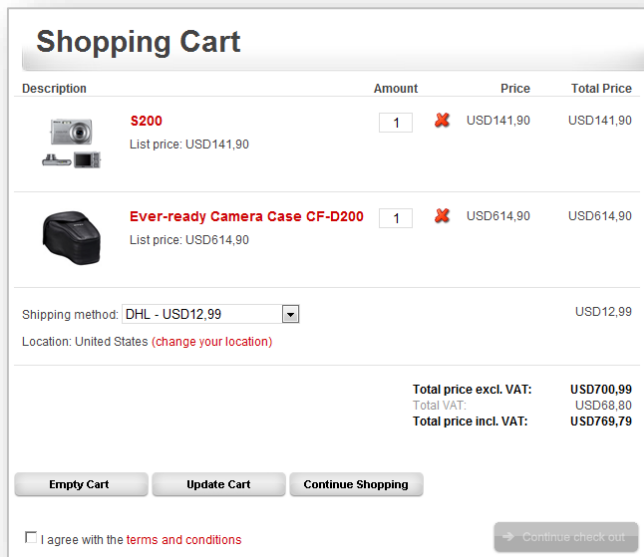 Shopping Cart
Description Amount Price Total Price
S200 1 USD141,90 USD141,90
List price: USD141,90
Ever-ready Camera Case CF-D200 1 USD614,90 USD614,90
List price: USD614,90
Shipping method: DHL - USD12,99 USD12,99
Location: United States (change your location)
Total price excl. VAT: USD700,99
Total VAT: USD68,80
Total price incl. VAT: USD769,79
Empty Cart Update Cart Continue Shopping
I agree with the terms and conditions
Continue check out